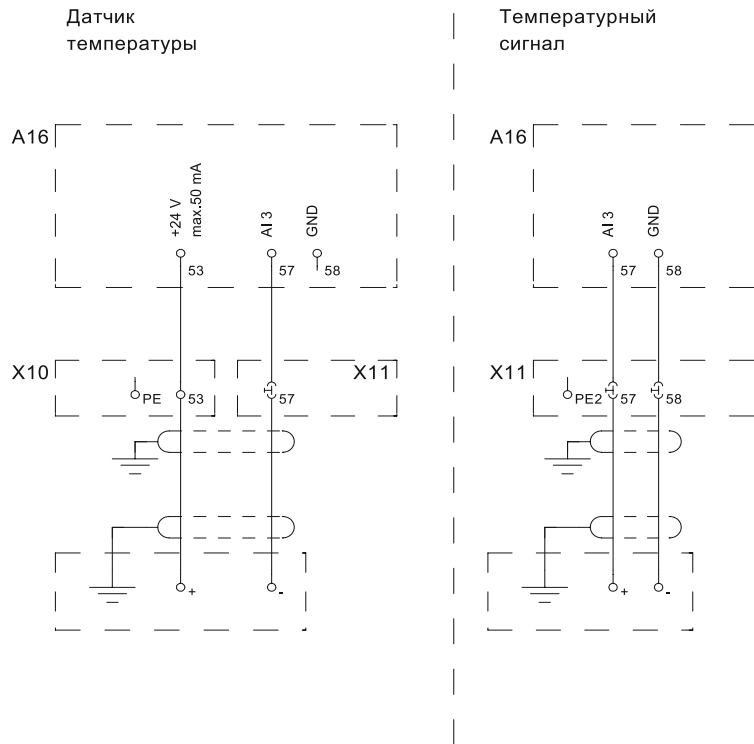 Датчик
температуры
A16
+24 V
max.50 mA
AI 3
GND
53
57
58
X10
PE
53
57
X11
+
-
Температурный
сигнал
A16
AI 3
GND
57
58
X11
PE2
57
58
+
-